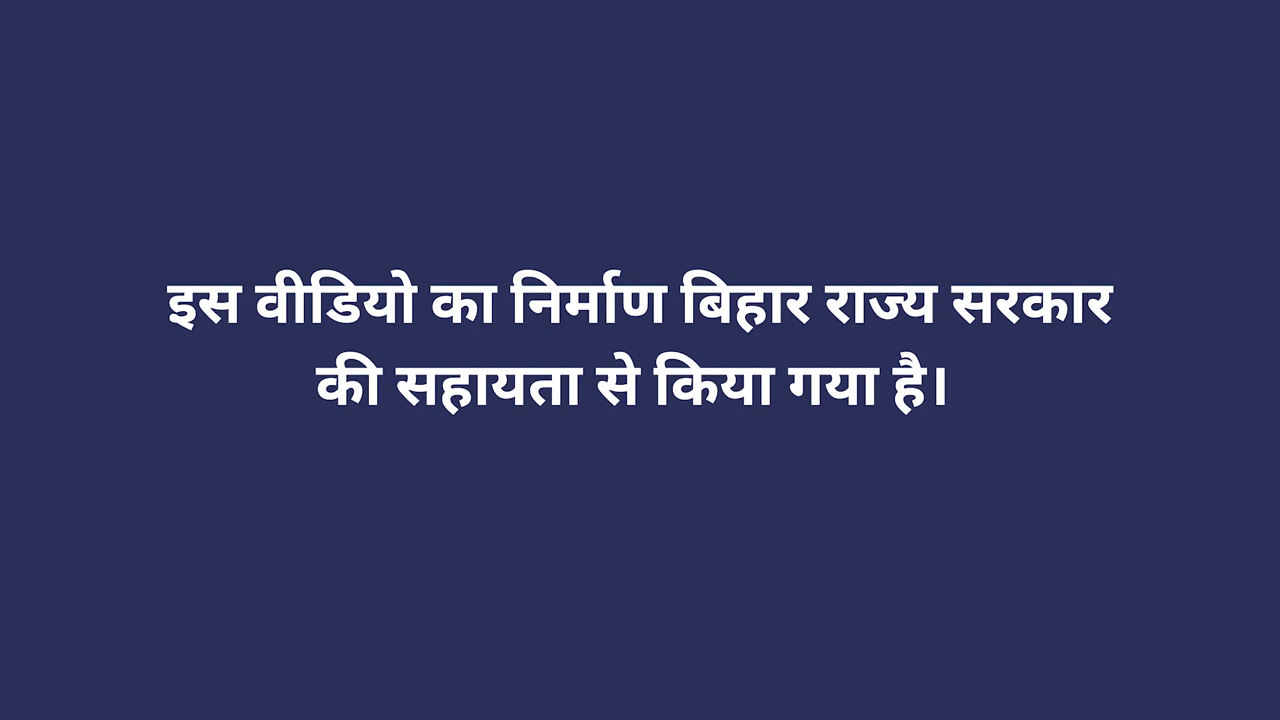 इस वीडियो का निर्माण बिहार राज्य सरकार
की सहायता से किया गया है।